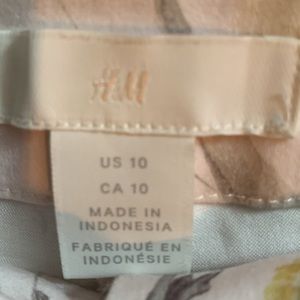 H&M
US 10
CA 10
MADE IN
INDONESIA
FABRIQUÉ EN
INDONÉSIE